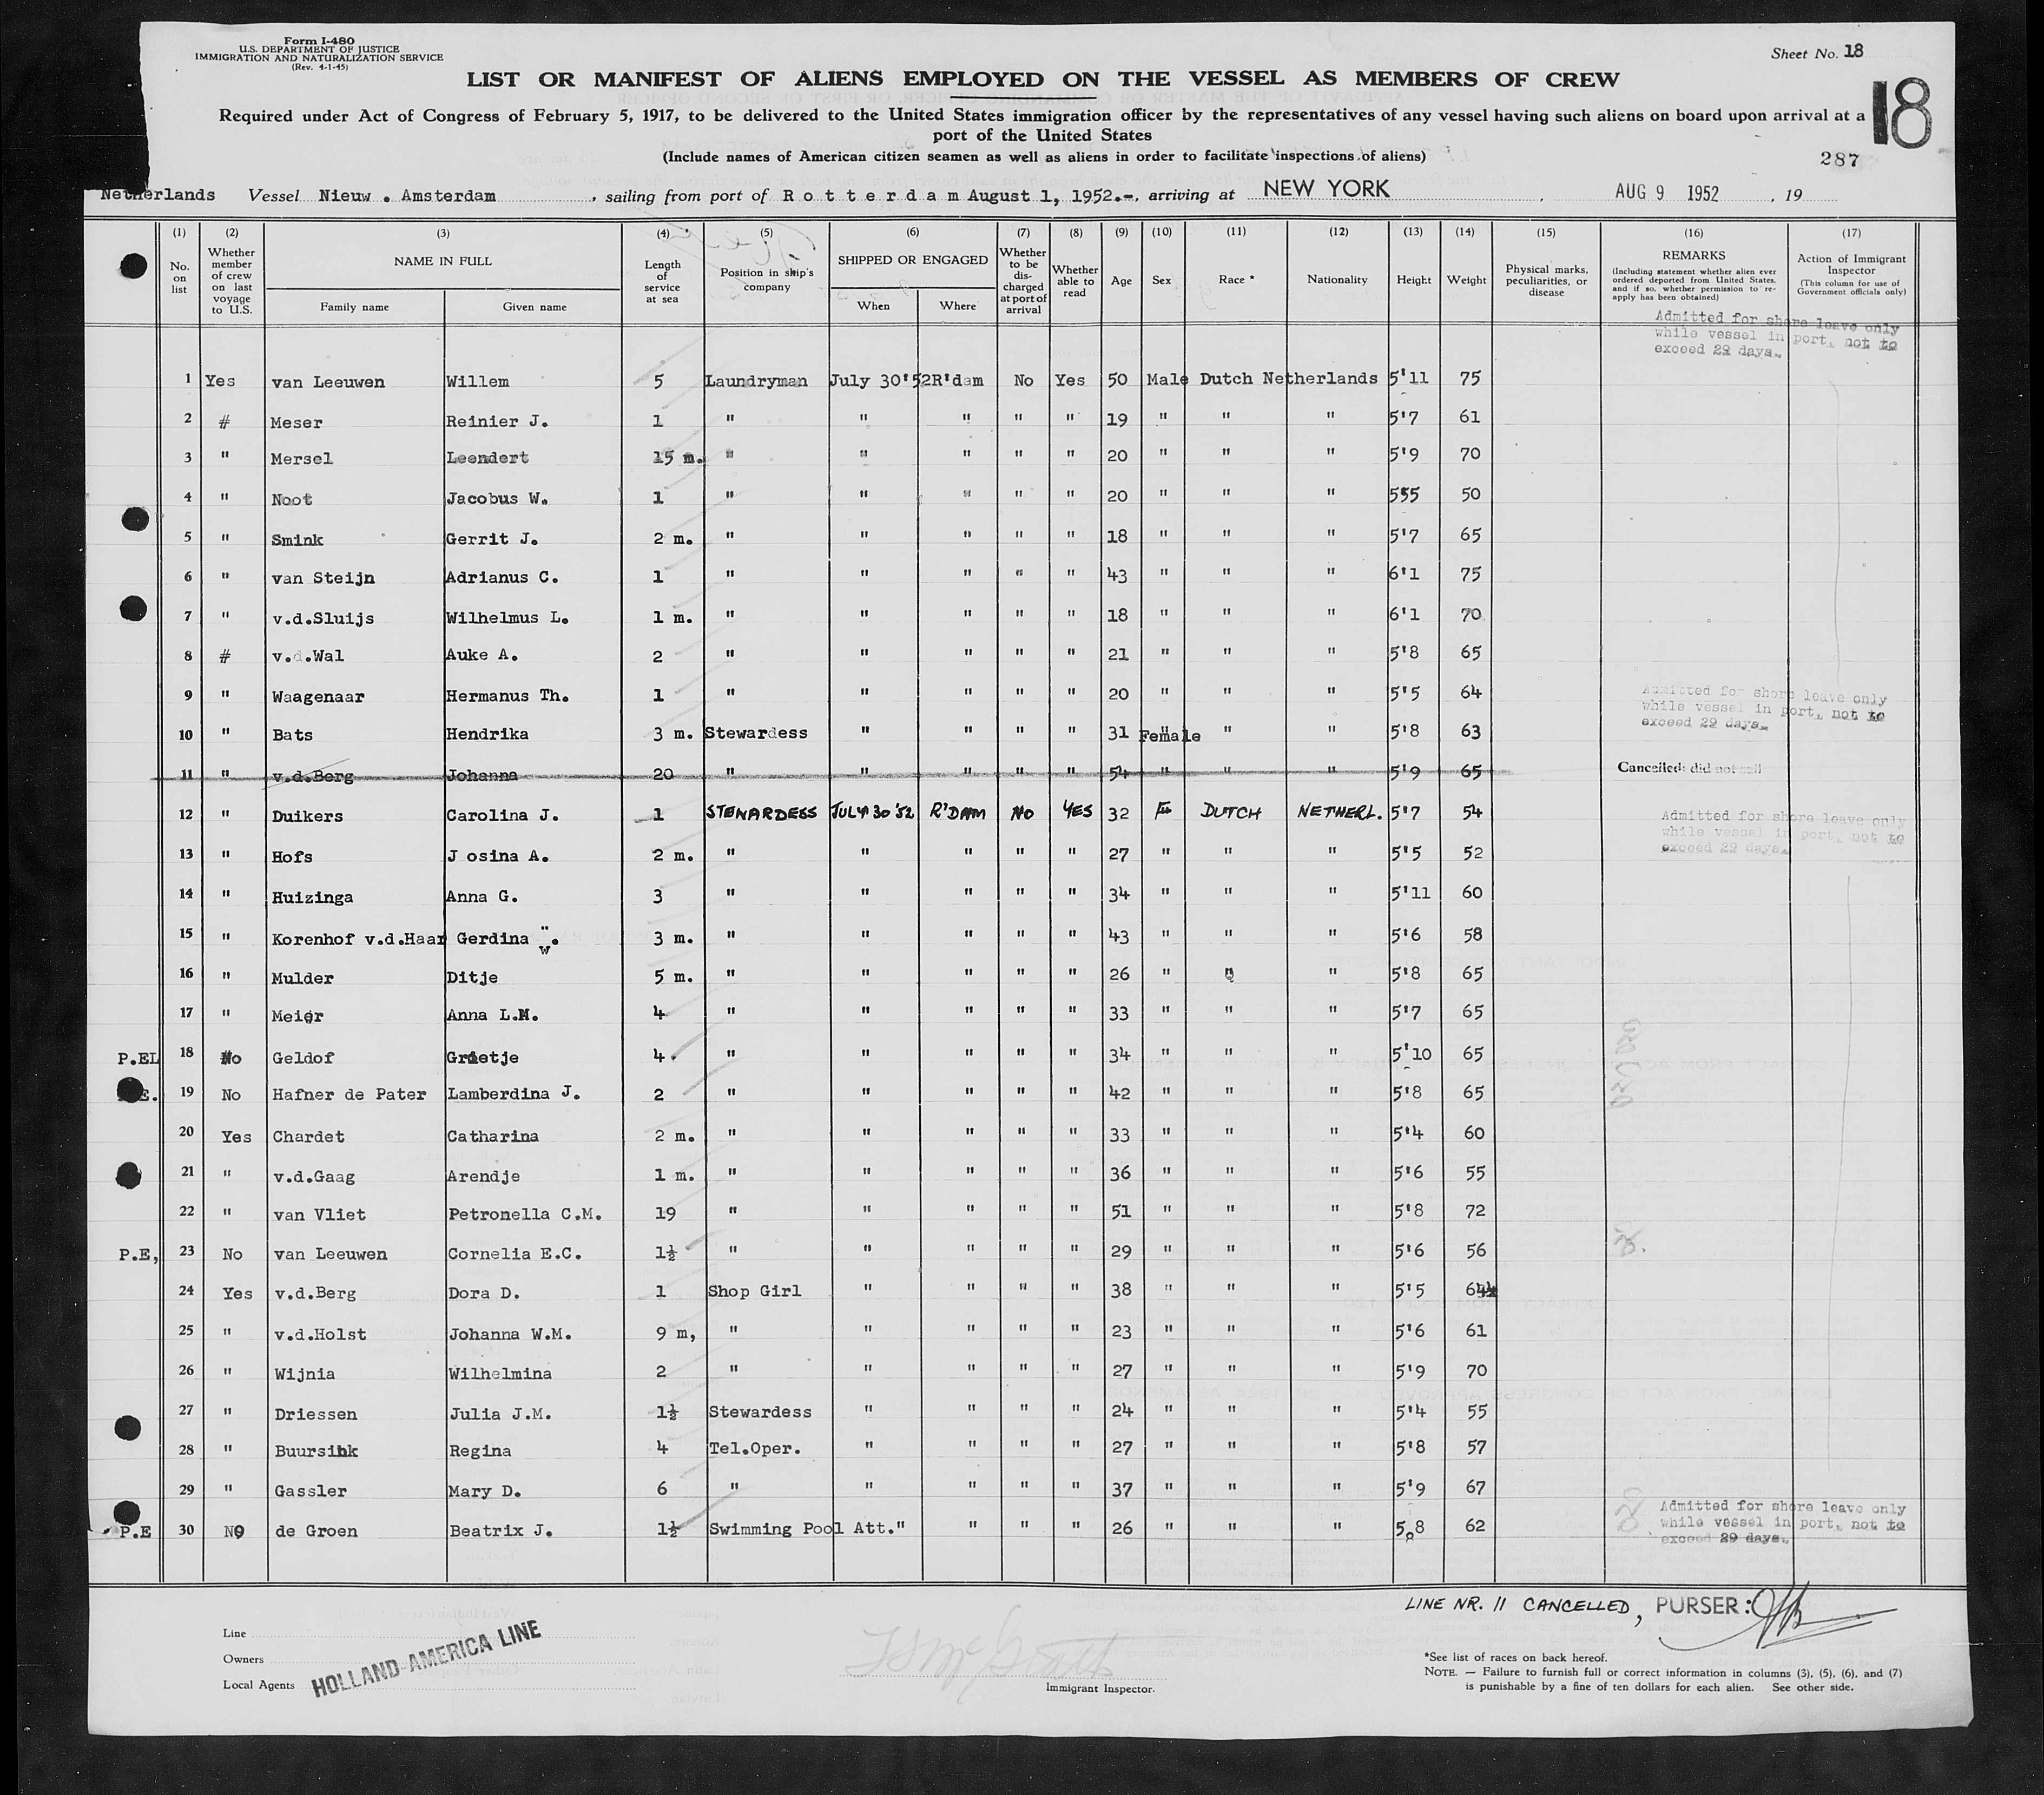 Form I-480
U.S. DEPARTMENT OF JUSTICE
IMMIGRATION AND NATURALIZATION SERVICE
(Rev. 4-1-45)
Sheet No. 18
LIST OR MANIFEST OF ALIENS EMPLOYED ON THE VESSEL AS MEMBERS OF CREW
18
Required under Act of Congress of February 5, 1917, to be delivered to the United States immigration officer by the representatives of any vessel having such aliens on board upon arrival at a
port of the United States
(Include names of American citizen seamen as well as aliens in order to facilitate inspections of aliens)
287
Netherlands Vessel Nieuw . Amsterdam , sailing from port of R o t t e r d a m August 1, 1952.-, arriving at NEW YORK , AUG 9 1952 , 19
(1) No. on list (2) Whether member of crew on last voyage to U.S. (3) NAME IN FULL Family name Given name (4) Length of service at sea (5) Position in ship's company (6) SHIPPED OR ENGAGED When Where (7) Whether to be discharged at port of arrival (8) Whether able to read (9) Age (10) Sex (11) Race * (12) Nationality (13) Height (14) Weight (15) Physical marks, peculiarities, or disease (16) REMARKS (Including statement whether alien ever ordered deported from United States, and if so, whether permission to re-apply has been obtained) (17) Action of Immigrant Inspector (This column for use of Government officials only)
Admitted for shore leave only
while vessel in port, not to
exceed 29 days.
1 Yes van Leeuwen Willem 5 Laundryman July 30'52 R'dam No Yes 50 Male Dutch Netherlands 5'11 75
2 # Meser Reinier J. 1 " " " " " 19 " " " 5'7 61
3 " Mersel Leendert 15 m. " " " " " 20 " " " 5'9 70
4 " Noot Jacobus W. 1 " " " " " 20 " " " 555 50
5 " Smink Gerrit J. 2 m. " " " " " 18 " " " 5'7 65
6 " van Steijn Adrianus C. 1 " " " " " 43 " " " 6'1 75
7 " v.d.Sluijs Wilhelmus L. 1 m. " " " " " 18 " " " 6'1 70
8 # v.d.Wal Auke A. 2 " " " " " 21 " " " 5'8 65
9 " Waagenaar Hermanus Th. 1 " " " " " 20 " " " 5'5 64
Admitted for shore leave only
while vessel in port, not to
exceed 29 days.
10 " Bats Hendrika 3 m. Stewardess " " " " 31 Female " " 5'8 63
11 " v.d.Berg Johanna 20 " " " " " 54 " " " 5'9 65 Cancelled: did not sail
12 " Duikers Carolina J. 1 STEWARDESS JULY 30 '52 R'DAM NO YES 32 F DUTCH NETHERL. 5'7 54
Admitted for shore leave only
while vessel in port, not to
exceed 29 days.
13 " Hofs J osina A. 2 m. " " " " " 27 " " " 5'5 52
14 " Huizinga Anna G. 3 " " " " " 34 " " " 5'11 60
15 " Korenhof v.d.Haar Gerdina W. 3 m. " " " " " 43 " " " 5'6 58
16 " Mulder Ditje 5 m. " " " " " 26 " " " 5'8 65
17 " Meier Anna L.M. 4 " " " " " 33 " " " 5'7 65
P.EL 18 No Geldof Grietje 4 " " " " " 34 " " " 5'10 65
E. 19 No Hafner de Pater Lamberdina J. 2 " " " " " 42 " " " 5'8 65
20 Yes Chardet Catharina 2 m. " " " " " 33 " " " 5'4 60
21 " v.d.Gaag Arendje 1 m. " " " " " 36 " " " 5'6 55
22 " van Vliet Petronella C.M. 19 " " " " " 51 " " " 5'8 72
P.E, 23 No van Leeuwen Cornelia E.C. 1½ " " " " " 29 " " " 5'6 56
24 Yes v.d.Berg Dora D. 1 Shop Girl " " " " 38 " " " 5'5 64
25 " v.d.Holst Johanna W.M. 9 m, " " " " " 23 " " " 5'6 61
26 " Wijnia Wilhelmina 2 " " " " " 27 " " " 5'9 70
27 " Driessen Julia J.M. 1½ Stewardess " " " " 24 " " " 5'4 55
28 " Buursink Regina 4 Tel.Oper. " " " " 27 " " " 5'8 57
29 " Gassler Mary D. 6 " " " " " 37 " " " 5'9 67
P.E 30 NO de Groen Beatrix J. 1½ Swimming Pool Att." " " " 26 " " " 5,8 62
Admitted for shore leave only
while vessel in port, not to
exceed 29 days.
LINE NR. 11 CANCELLED, PURSER:
Line
Owners
Local Agents HOLLAND-AMERICA LINE
Immigrant Inspector.
*See list of races on back hereof.
NOTE. — Failure to furnish full or correct information in columns (3), (5), (6), and (7)
is punishable by a fine of ten dollars for each alien. See other side.